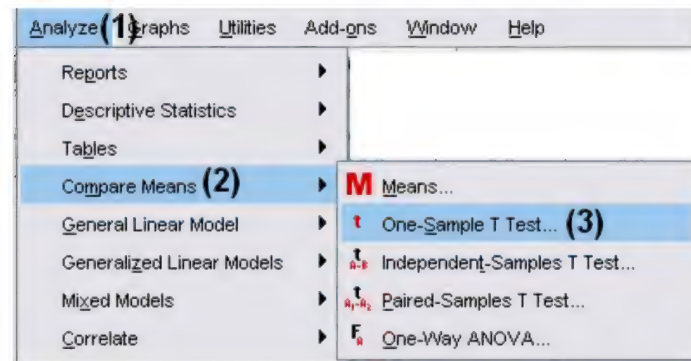 Analyze (1) Graphs Utilities Add-ons Window Help
Reports
Descriptive Statistics
Tables
Compare Means (2)
General Linear Model
Generalized Linear Models
Mixed Models
Correlate
M Means...
t One-Sample T Test... (3)
t A-B Independent-Samples T Test...
t A₁-A₂ Paired-Samples T Test...
F A One-Way ANOVA...